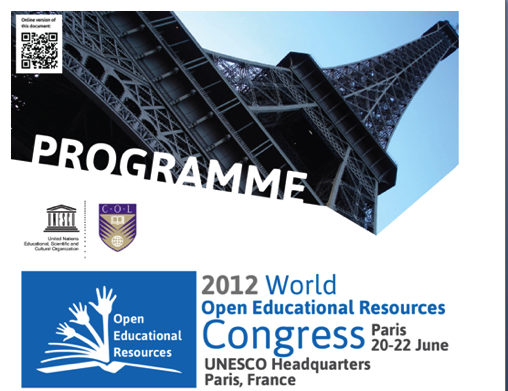 Online version of
this document:
PROGRAMME
United Nations
Educational, Scientific and
Cultural Organization
C·O·L
Open
Educational
Resources
2012 World
Open Educational Resources
Congress Paris
20-22 June
UNESCO Headquarters
Paris, France